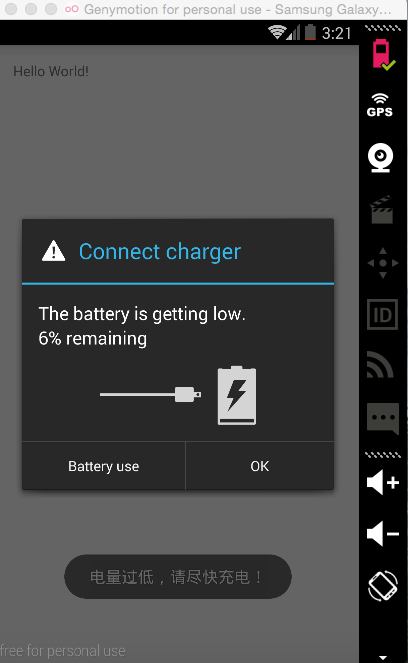 Genymotion for personal use - Samsung Galaxy...
3:21
Hello World!
GPS
Connect charger
The battery is getting low.
6% remaining
ID
Battery use
OK
电量过低，请尽快充电！
free for personal use